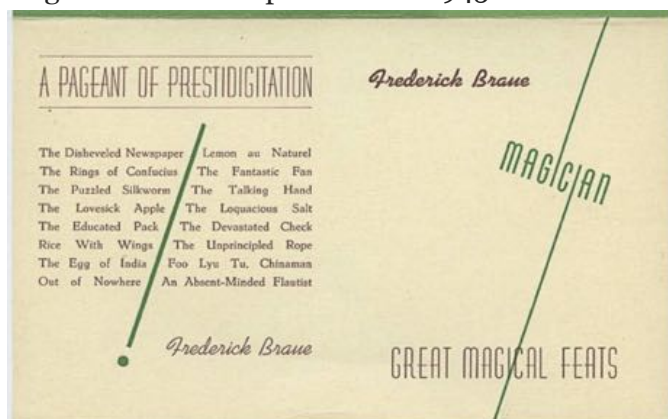 A PAGEANT OF PRESTIDIGITATION
The Disheveled Newspaper Lemon au Naturel
The Rings of Confucius The Fantastic Fan
The Puzzled Silkworm The Talking Hand
The Lovesick Apple The Loquacious Salt
The Educated Pack The Devastated Check
Rice With Wings The Unprincipled Rope
The Egg of India Foo Lyu Tu, Chinaman
Out of Nowhere An Absent-Minded Flautist
Frederick Braue
Frederick Braue
MAGICIAN
GREAT MAGICAL FEATS